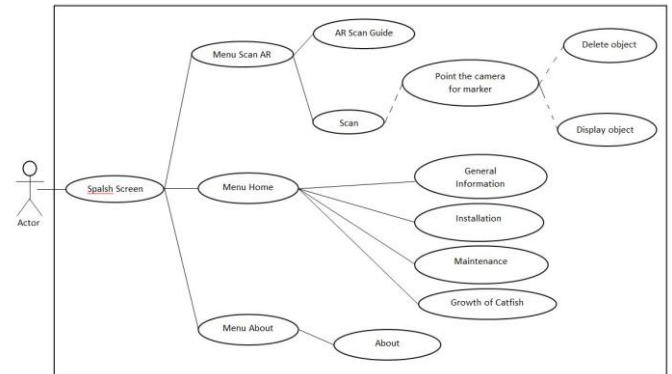 AR Scan Guide
Menu Scan AR
Delete object
Point the camera
for marker
Scan
Display object
Spalsh Screen
Actor
Menu Home
General
Information
Installation
Maintenance
Growth of Catfish
Menu About
About